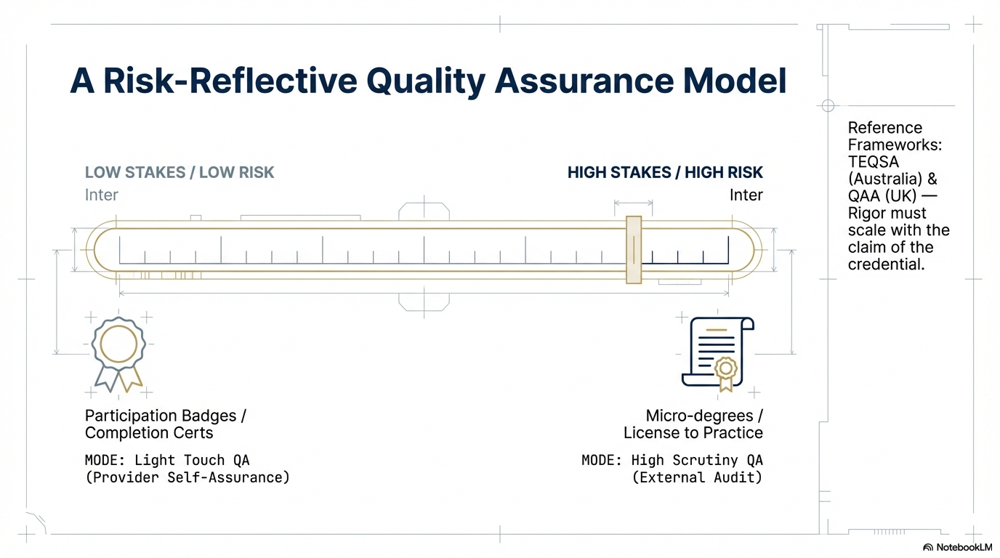 A Risk-Reflective Quality Assurance Model
LOW STAKES / LOW RISK
Inter
HIGH STAKES / HIGH RISK
Inter
Reference
Frameworks:
TEQSA
(Australia) &
QAA (UK) —
Rigor must
scale with the
claim of the
credential.
Participation Badges /
Completion Certs
MODE: Light Touch QA
(Provider Self-Assurance)
Micro-degrees /
License to Practice
MODE: High Scrutiny QA
(External Audit)
NotebookLM